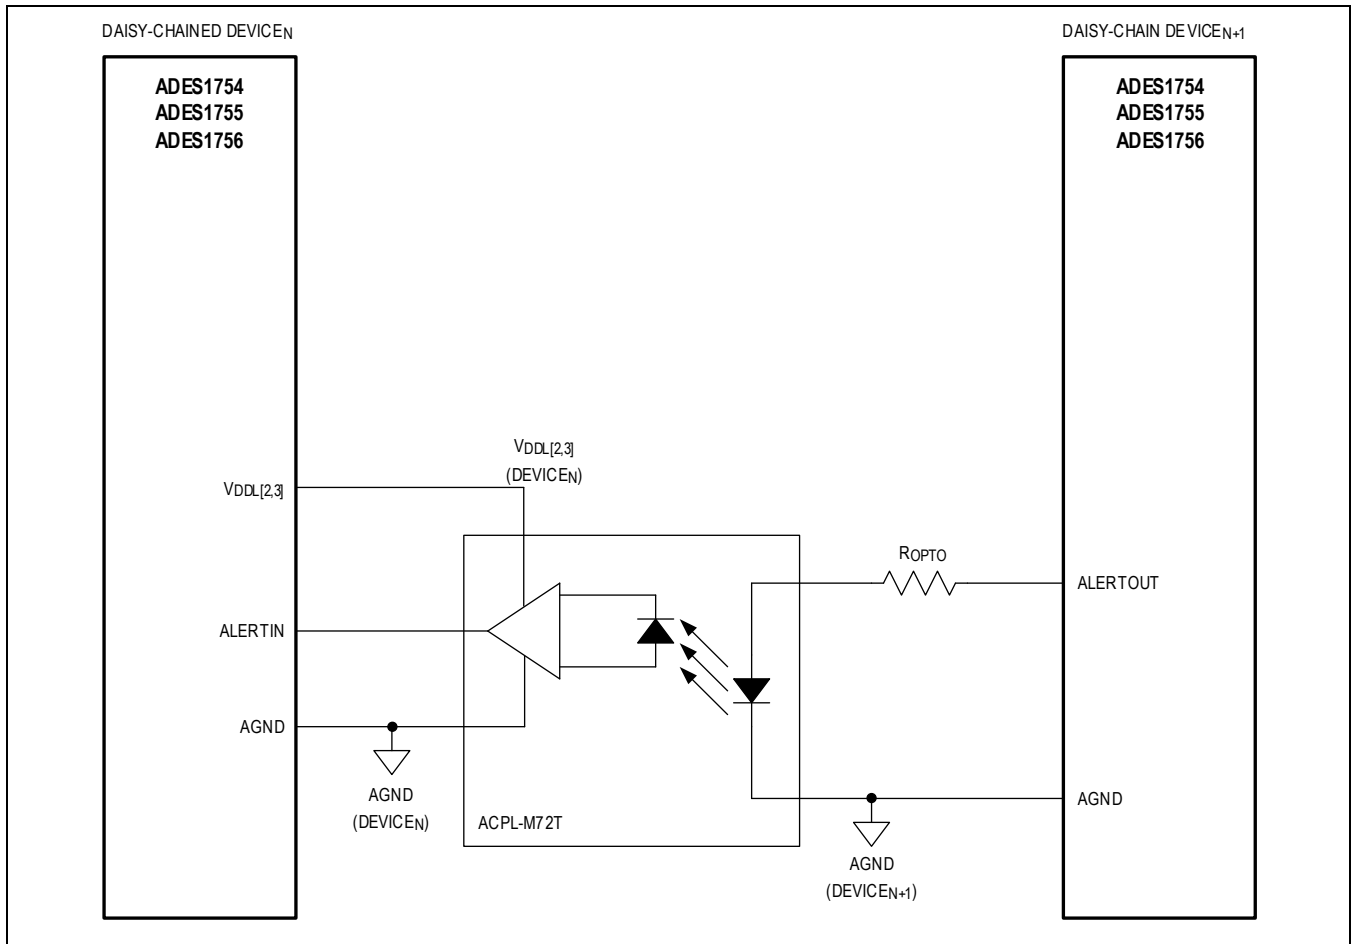 DAISY-CHAINED DEVICEN
ADES1754
ADES1755
ADES1756
DAISY-CHAIN DEVICEN+1
ADES1754
ADES1755
ADES1756
VDDL[2,3]
(DEVICEN)
VDDL[2,3]
ROPTO
ALERTOUT
ALERTIN
AGND
AGND
(DEVICEN)
ACPL-M72T
AGND
AGND
(DEVICEN+1)